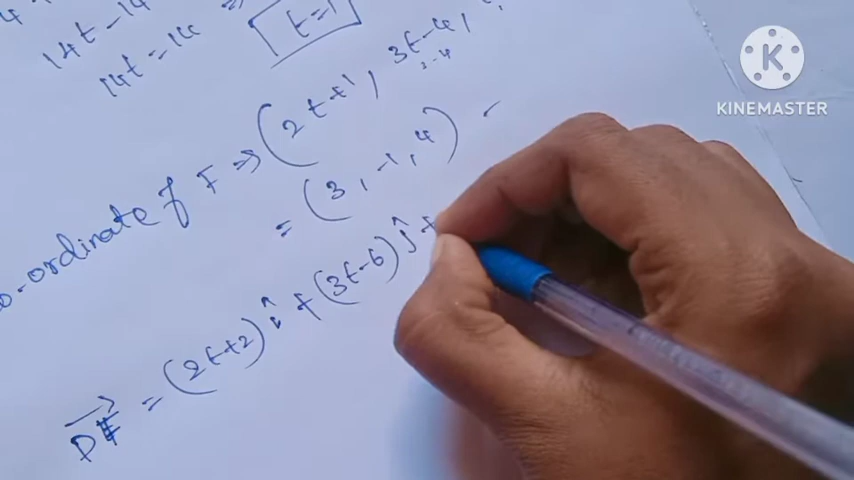 14t-14
14t=14
t=1
co-ordinate of F ⇒ (2t+1, 3t-4,
= (3, -1, 4)
PF = (2t+2)î + (3t-6)ĵ +
KINEMASTER